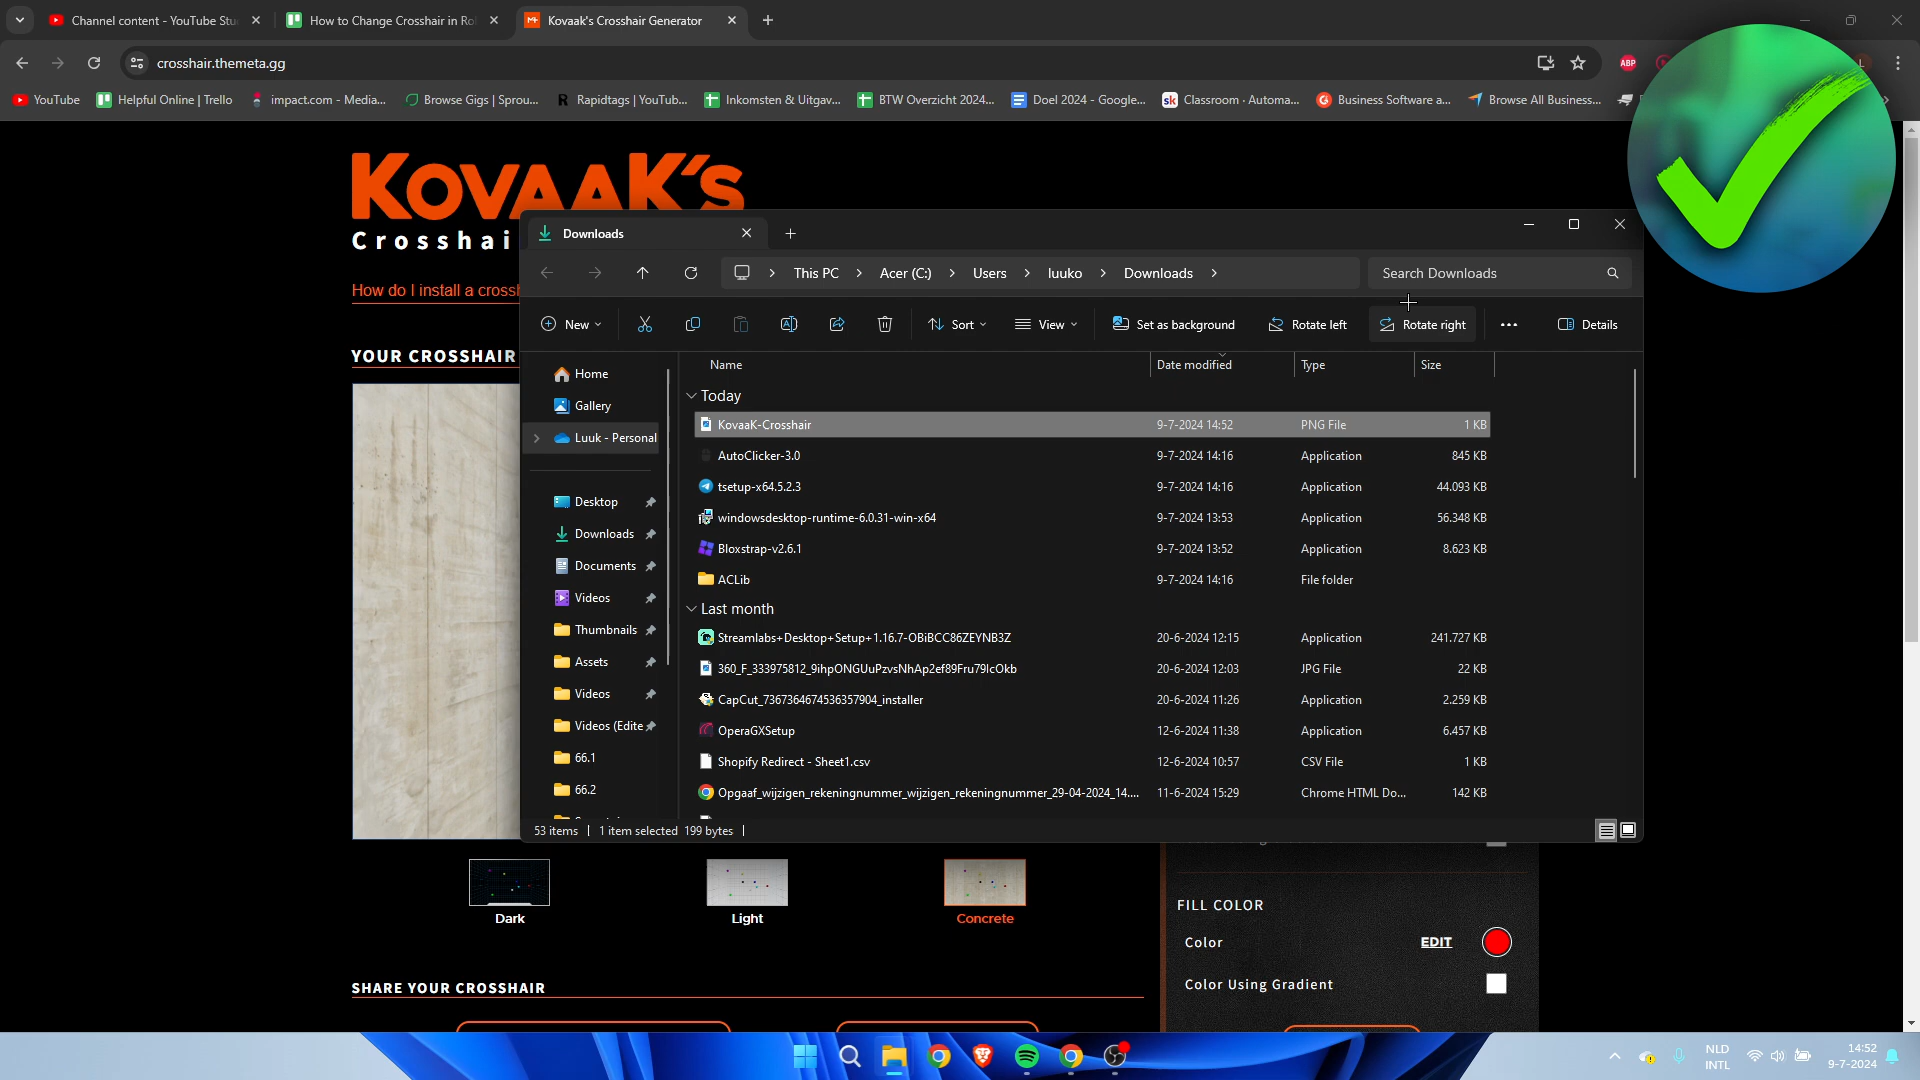 Channel content - YouTube Stu
How to Change Crosshair in Ro
Kovaak's Crosshair Generator
crosshair.themeta.gg
ABP
YouTube
Helpful Online | Trello
impact.com - Media...
Browse Gigs | Sprou...
Rapidtags | YouTub...
Inkomsten & Uitgav...
BTW Overzicht 2024...
Doel 2024 - Google...
Classroom - Automa...
Business Software a...
Browse All Business...
KOVAAK'S
Crosshai
How do I install a crossh
YOUR CROSSHAIR
Downloads
This PC
Acer (C:)
Users
luuko
Downloads
Search Downloads
New
Sort
View
Set as background
Rotate left
Rotate right
Details
Home
Gallery
Luuk - Personal
Desktop
Downloads
Documents
Videos
Thumbnails
Assets
Videos
Videos (Edite
66.1
66.2
Name
Date modified
Type
Size
Today
KovaaK-Crosshair 9-7-2024 14:52 PNG File 1 KB
AutoClicker-3.0 9-7-2024 14:16 Application 845 KB
tsetup-x64.5.2.3 9-7-2024 14:16 Application 44.093 KB
windowsdesktop-runtime-6.0.31-win-x64 9-7-2024 13:53 Application 56.348 KB
Bloxstrap-v2.6.1 9-7-2024 13:52 Application 8.623 KB
ACLib 9-7-2024 14:16 File folder
Last month
Streamlabs+Desktop+Setup+1.16.7-OBiBCC86ZEYNB3Z 20-6-2024 12:15 Application 241.727 KB
360_F_333975812_9ihpONGUuPzvsNhAp2ef89Fru79lcOkb 20-6-2024 12:03 JPG File 22 KB
CapCut_7367364674536357904_installer 20-6-2024 11:26 Application 2.259 KB
OperaGXSetup 12-6-2024 11:38 Application 6.457 KB
Shopify Redirect - Sheet1.csv 12-6-2024 10:57 CSV File 1 KB
Opgaaf_wijzigen_rekeningnummer_wijzigen_rekeningnummer_29-04-2024_14.... 11-6-2024 15:29 Chrome HTML Do... 142 KB
53 items
1 item selected 199 bytes
Dark
Light
Concrete
FILL COLOR
Color
EDIT
Color Using Gradient
SHARE YOUR CROSSHAIR
NLD
INTL
14:52
9-7-2024